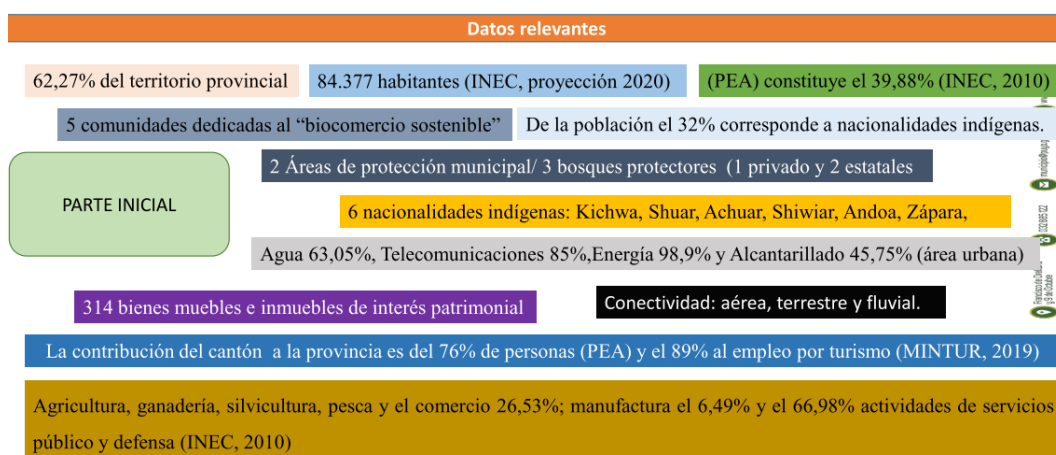 Datos relevantes
62,27% del territorio provincial
84.377 habitantes (INEC, proyección 2020)
(PEA) constituye el 39,88% (INEC, 2010)
5 comunidades dedicadas al “biocomercio sostenible”
De la población el 32% corresponde a nacionalidades indígenas.
2 Áreas de protección municipal/ 3 bosques protectores (1 privado y 2 estatales
PARTE INICIAL
6 nacionalidades indígenas: Kichwa, Shuar, Achuar, Shiwiar, Andoa, Zápara,
Agua 63,05%, Telecomunicaciones 85%,Energía 98,9% y Alcantarillado 45,75% (área urbana)
314 bienes muebles e inmuebles de interés patrimonial
Conectividad: aérea, terrestre y fluvial.
La contribución del cantón a la provincia es del 76% de personas (PEA) y el 89% al empleo por turismo (MINTUR, 2019)
Agricultura, ganadería, silvicultura, pesca y el comercio 26,53%; manufactura el 6,49% y el 66,98% actividades de servicios
público y defensa (INEC, 2010)